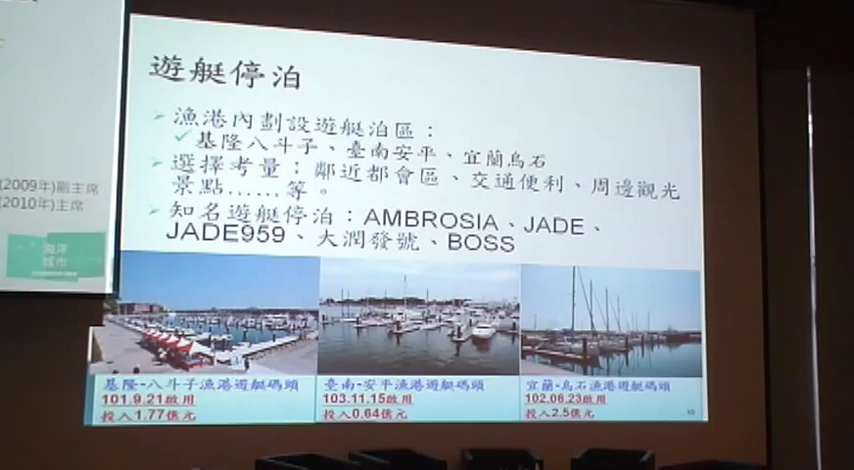 (2009年)副主席
(2010年)主席
海洋
城市
遊艇停泊
漁港內劃設遊艇泊區：
基隆八斗子、臺南安平、宜蘭烏石
選擇考量：鄰近都會區、交通便利、周邊觀光
景點......等。
知名遊艇停泊：AMBROSIA、JADE、
JADE959、大潤發號、BOSS
基隆-八斗子漁港遊艇碼頭
101.9.21啟用
投入1.77億元
臺南-安平漁港遊艇碼頭
103.11.15啟用
投入0.64億元
宜蘭-烏石漁港遊艇碼頭
102.08.23啟用
投入2.5億元